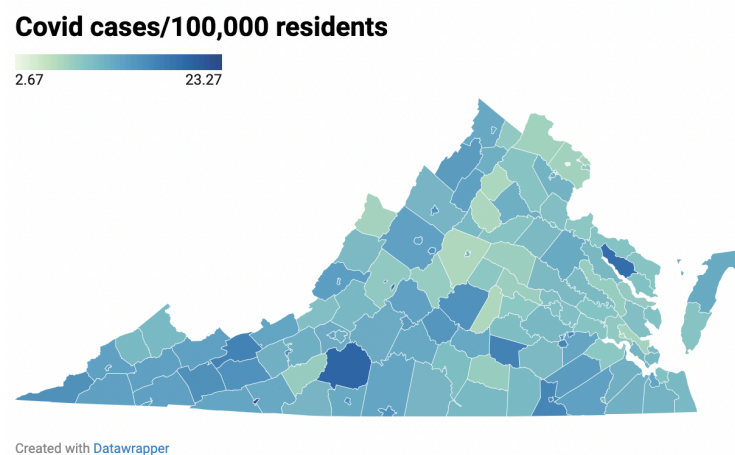 Covid cases/100,000 residents
2.67 23.27
Created with Datawrapper